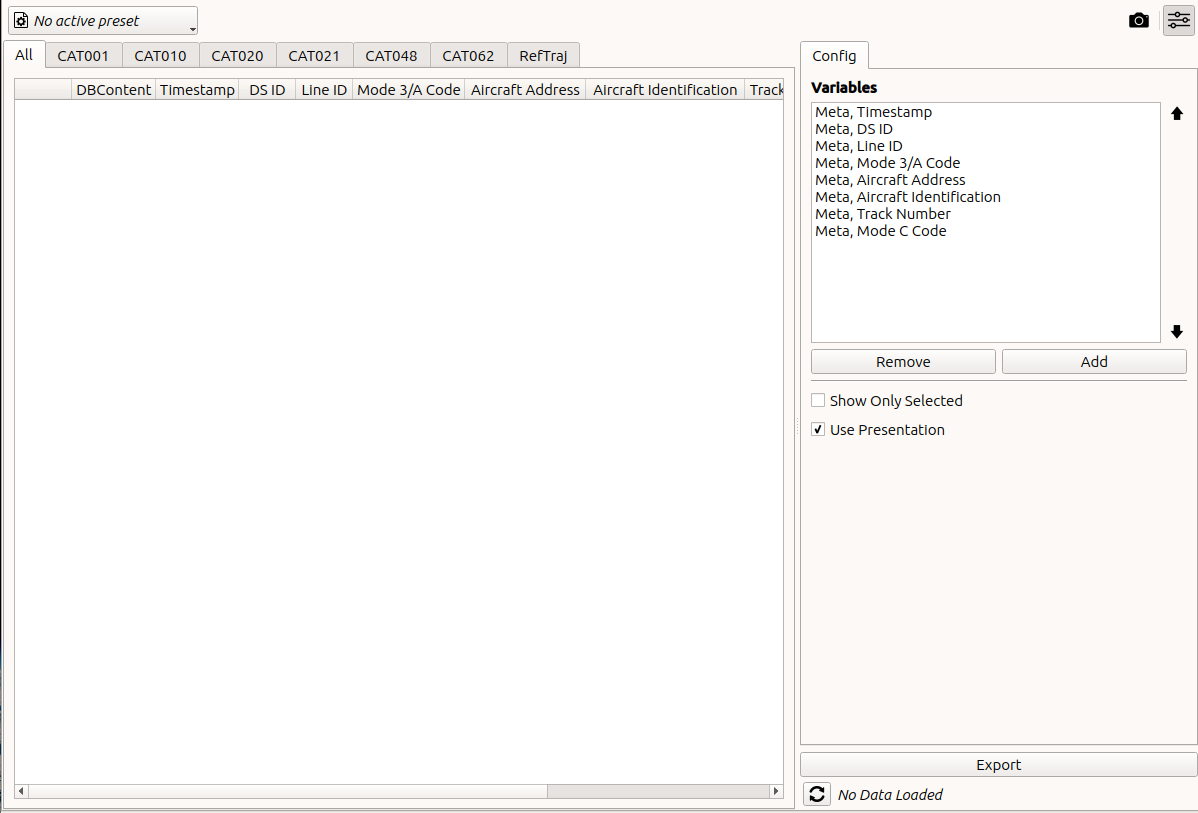 No active preset
All CAT001 CAT010 CAT020 CAT021 CAT048 CAT062 RefTraj
DBContent Timestamp DS ID Line ID Mode 3/A Code Aircraft Address Aircraft Identification Track
Config
Variables
Meta, Timestamp
Meta, DS ID
Meta, Line ID
Meta, Mode 3/A Code
Meta, Aircraft Address
Meta, Aircraft Identification
Meta, Track Number
Meta, Mode C Code
Remove Add
Show Only Selected
Use Presentation
Export
No Data Loaded